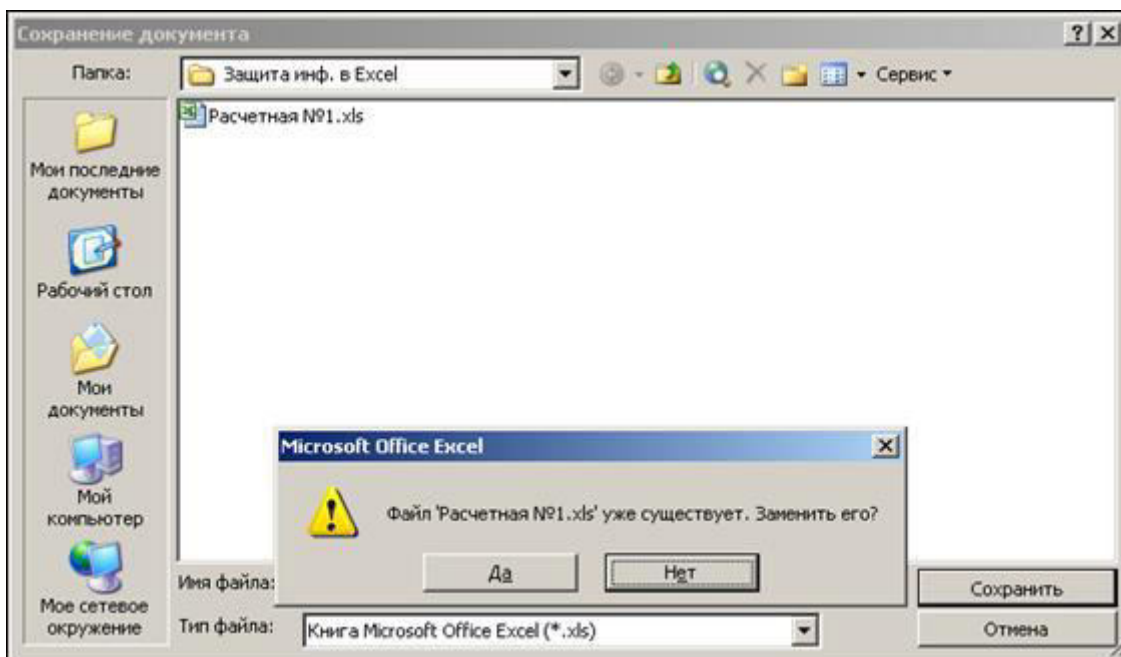 Сохранение документа
Папка:
Защита инф. в Excel
Сервис
Расчетная №1.xls
Мои последние
документы
Рабочий стол
Мои
документы
Мой
компьютер
Мое сетевое
окружение
Microsoft Office Excel
Файл 'Расчетная №1.xls' уже существует. Заменить его?
Да
Нет
Имя файла:
Сохранить
Тип файла:
Книга Microsoft Office Excel (*.xls)
Отмена